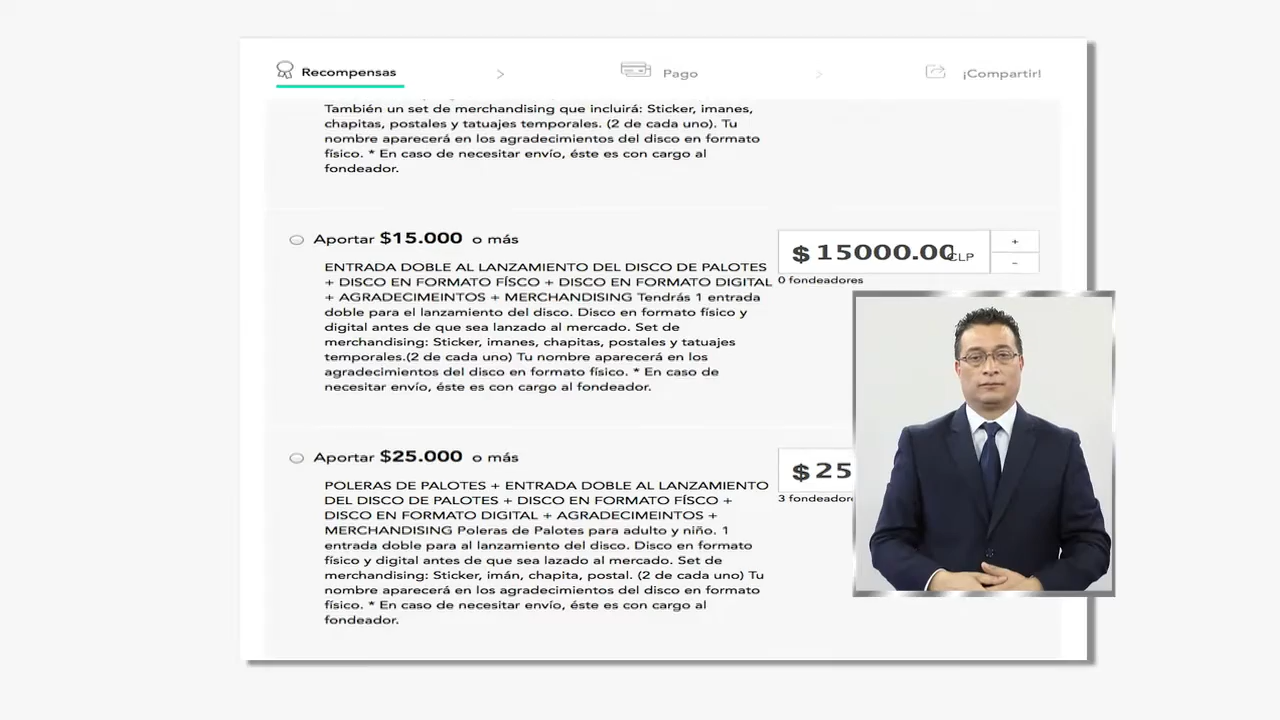 Recompensas
Pago
¡Compartir!
También un set de merchandising que incluirá: Sticker, imanes,
chapitas, postales y tatuajes temporales. (2 de cada uno). Tu
nombre aparecerá en los agradecimientos del disco en formato
físico. * En caso de necesitar envío, éste es con cargo al
fondeador.
Aportar $15.000 o más
$ 15000.00 CLP
+
-
0 fondeadores
ENTRADA DOBLE AL LANZAMIENTO DEL DISCO DE PALOTES
+ DISCO EN FORMATO FÍSCO + DISCO EN FORMATO DIGITAL
+ AGRADECIMEINTOS + MERCHANDISING Tendrás 1 entrada
doble para el lanzamiento del disco. Disco en formato físico y
digital antes de que sea lanzado al mercado. Set de
merchandising: Sticker, imanes, chapitas, postales y tatuajes
temporales.(2 de cada uno) Tu nombre aparecerá en los
agradecimientos del disco en formato físico. * En caso de
necesitar envío, éste es con cargo al fondeador.
Aportar $25.000 o más
$ 25
3 fondeador
POLERAS DE PALOTES + ENTRADA DOBLE AL LANZAMIENTO
DEL DISCO DE PALOTES + DISCO EN FORMATO FÍSCO +
DISCO EN FORMATO DIGITAL + AGRADECIMEINTOS +
MERCHANDISING Poleras de Palotes para adulto y niño. 1
entrada doble para al lanzamiento del disco. Disco en formato
físico y digital antes de que sea lazado al mercado. Set de
merchandising: Sticker, imán, chapita, postal. (2 de cada uno) Tu
nombre aparecerá en los agradecimientos del disco en formato
físico. * En caso de necesitar envío, éste es con cargo al
fondeador.